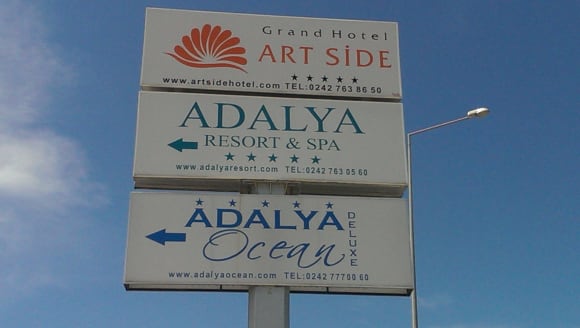 Grand Hotel
ART SİDE
★ ★ ★ ★ ★
www.artsidehotel.com TEL:0242 763 86 50
ADALYA
RESORT & SPA
★ ★ ★ ★ ★
www.adalyaresort.com TEL:0242 763 05 60
★ ★ ★ ★ ★
ADALYA
Ocean
DELUXE
www.adalyaocean.com TEL:0242 77700 60